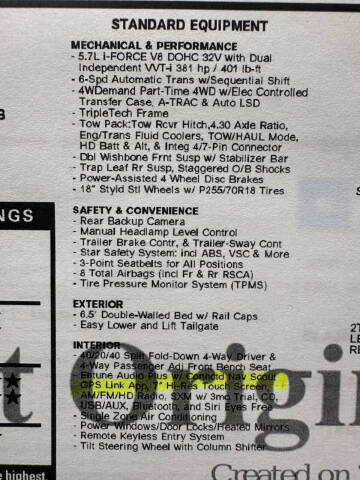 STANDARD EQUIPMENT
MECHANICAL & PERFORMANCE
- 5.7L I-FORCE V8 DOHC 32V with Dual
Independent VVT-i 381 hp / 401 lb-ft
- 6-Spd Automatic Trans w/Sequential Shift
- 4WDemand Part-Time 4WD w/Elec Controlled
Transfer Case, A-TRAC & Auto LSD
- TripleTech Frame
- Tow Pack:Tow Rcvr Hitch,4.30 Axle Ratio,
Eng/Trans Fluid Coolers, TOW/HAUL Mode,
HD Batt & Alt, & Integ 4/7-Pin Connector
- Dbl Wishbone Frnt Susp w/ Stabilizer Bar
- Trap Leaf Rr Susp, Staggered O/B Shocks
- Power-Assisted 4 Wheel Disc Brakes
- 18" Styld Stl Wheels w/ P255/70R18 Tires
SAFETY & CONVENIENCE
- Rear Backup Camera
- Manual Headlamp Level Control
- Trailer Brake Contr, & Trailer-Sway Cont
- Star Safety System: incl ABS, VSC & More
- 3-Point Seatbelts for All Positions
- 8 Total Airbags (incl Fr & Rr RSCA)
- Tire Pressure Monitor System (TPMS)
NGS
EXTERIOR
- 6.5' Double-Walled Bed w/ Rail Caps
- Easy Lower and Lift Tailgate
INTERIOR
- 40/20/40 Split Fold-Down 4-Way Driver &
4-Way Passenger Adj Front Bench Seat
- Entune Audio Plus w/ Connctd Nav Scout
GPS Link App, 7" Hi-Res Touch Screen,
AM/FM/HD Radio, SXM w/ 3mo Trial, CD,
USB/AUX, Bluetooth, and Siri Eyes Free
- Single Zone Air Conditioning
- Power Windows/Door Locks/Heated Mirrors
- Remote Keyless Entry System
- Tilt Steering Wheel with Column Shifter
t Origi
e highest.
Created on